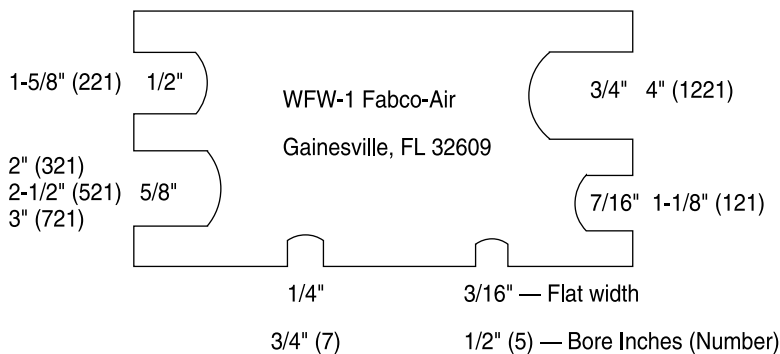 1-5/8" (221) 1/2"
WFW-1 Fabco-Air
3/4" 4" (1221)
Gainesville, FL 32609
2" (321)
2-1/2" (521) 5/8"
3" (721)
7/16" 1-1/8" (121)
1/4" 3/16" — Flat width
3/4" (7) 1/2" (5) — Bore Inches (Number)